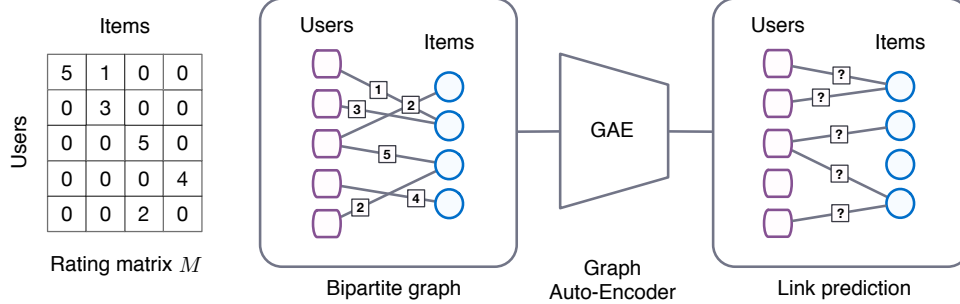 Items
Users
5 1 0 0
0 3 0 0
0 0 5 0
0 0 0 4
0 0 2 0
Rating matrix M
Users
Items
1
2
3
5
4
2
Bipartite graph
GAE
Graph
Auto-Encoder
Users
Items
?
?
?
?
?
Link prediction